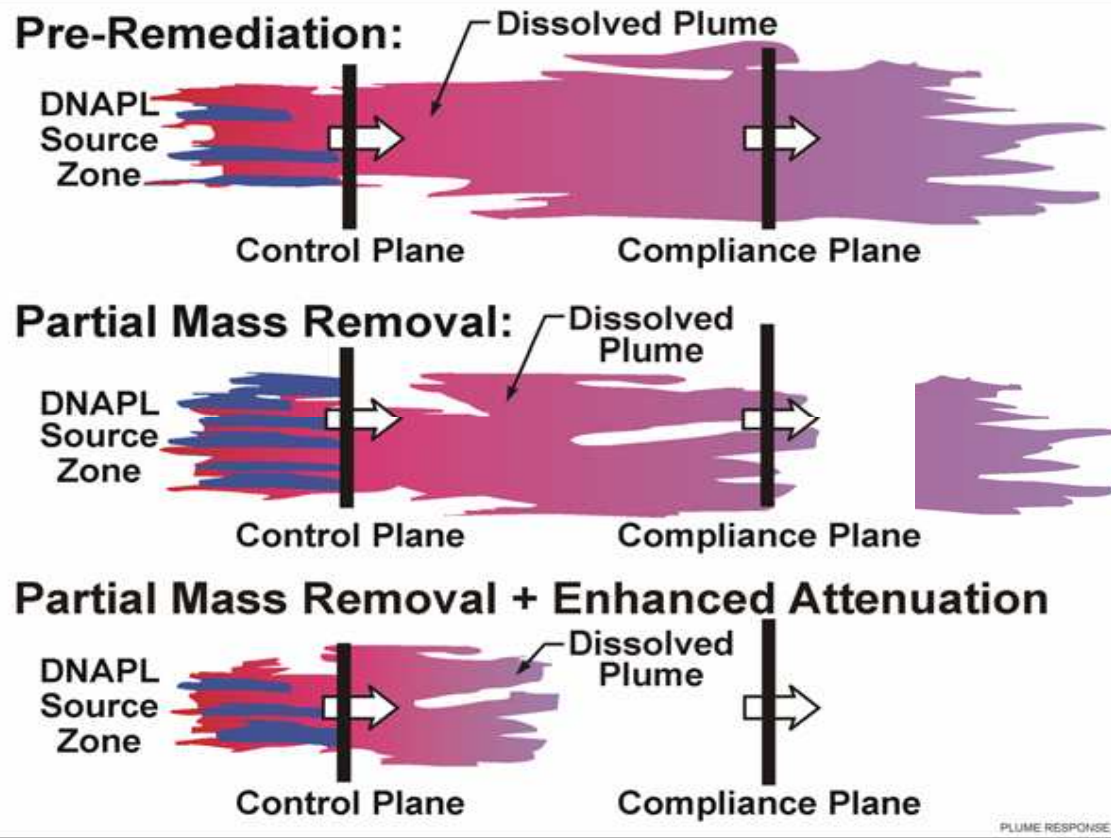 Pre-Remediation:
Dissolved Plume
DNAPL
Source
Zone
Control Plane
Compliance Plane
Partial Mass Removal:
Dissolved
Plume
DNAPL
Source
Zone
Control Plane
Compliance Plane
Partial Mass Removal + Enhanced Attenuation
Dissolved
Plume
DNAPL
Source
Zone
Control Plane
Compliance Plane
PLUME RESPONSE